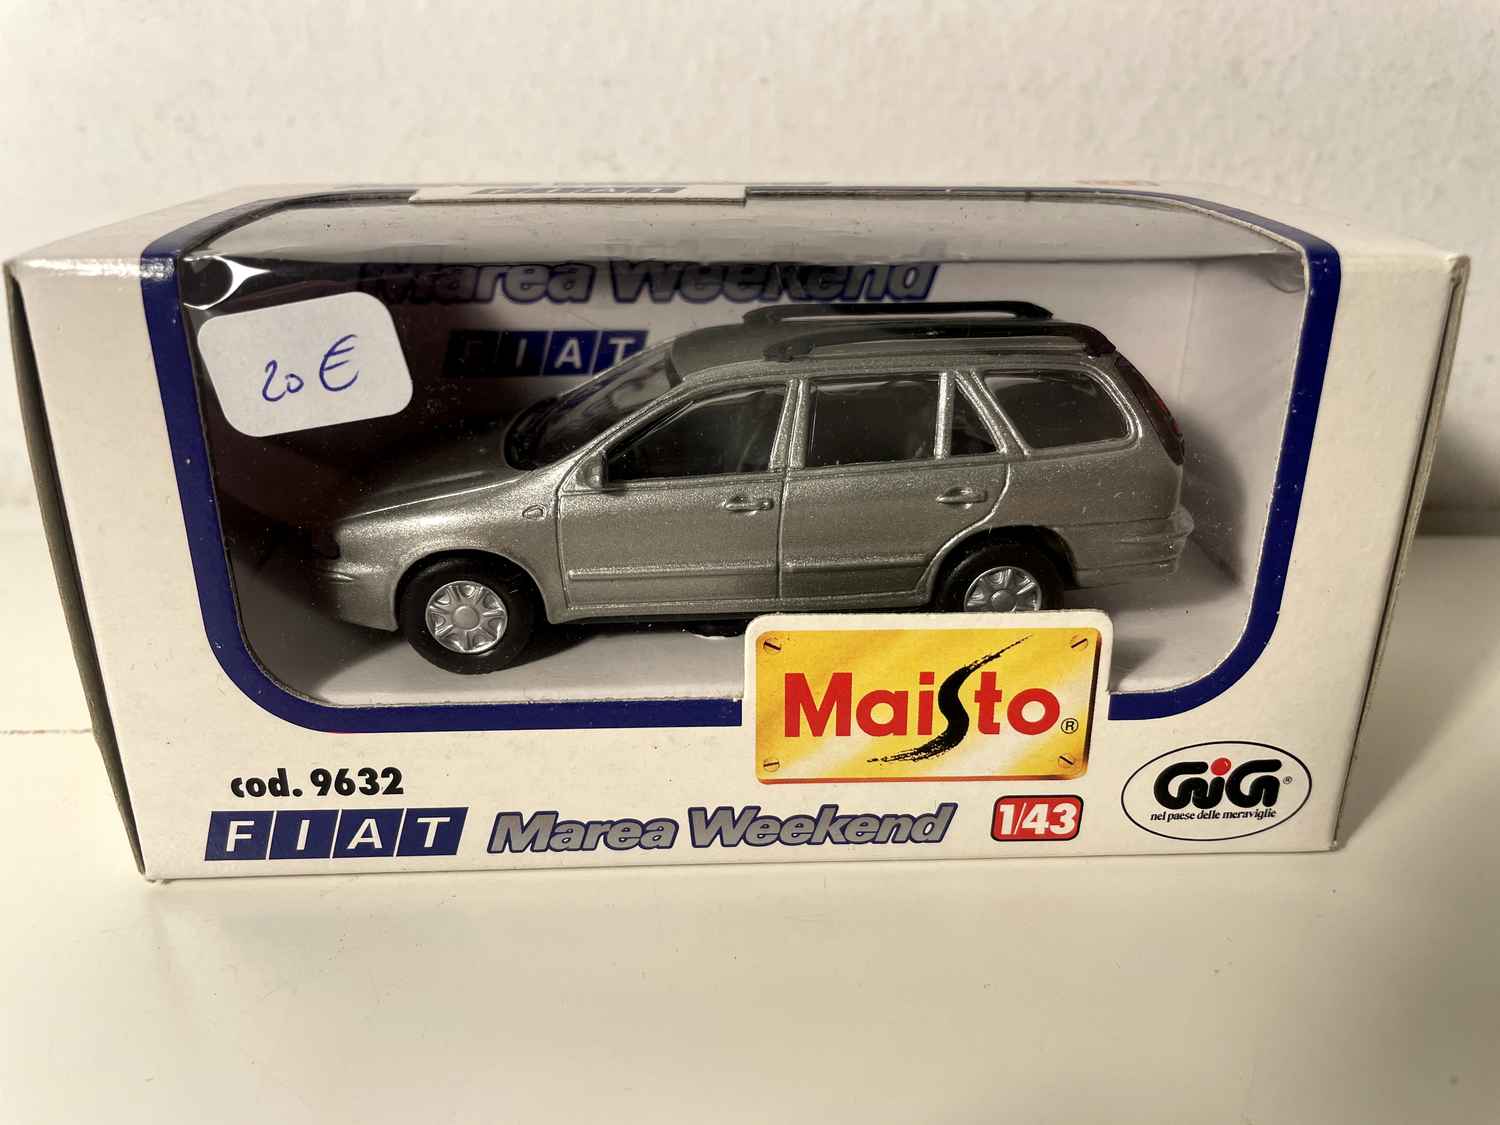 Marea Weekend
FIAT
20€
Maisto®
cod. 9632
FIAT Marea Weekend 1/43
GiG®
nel paese delle meraviglie